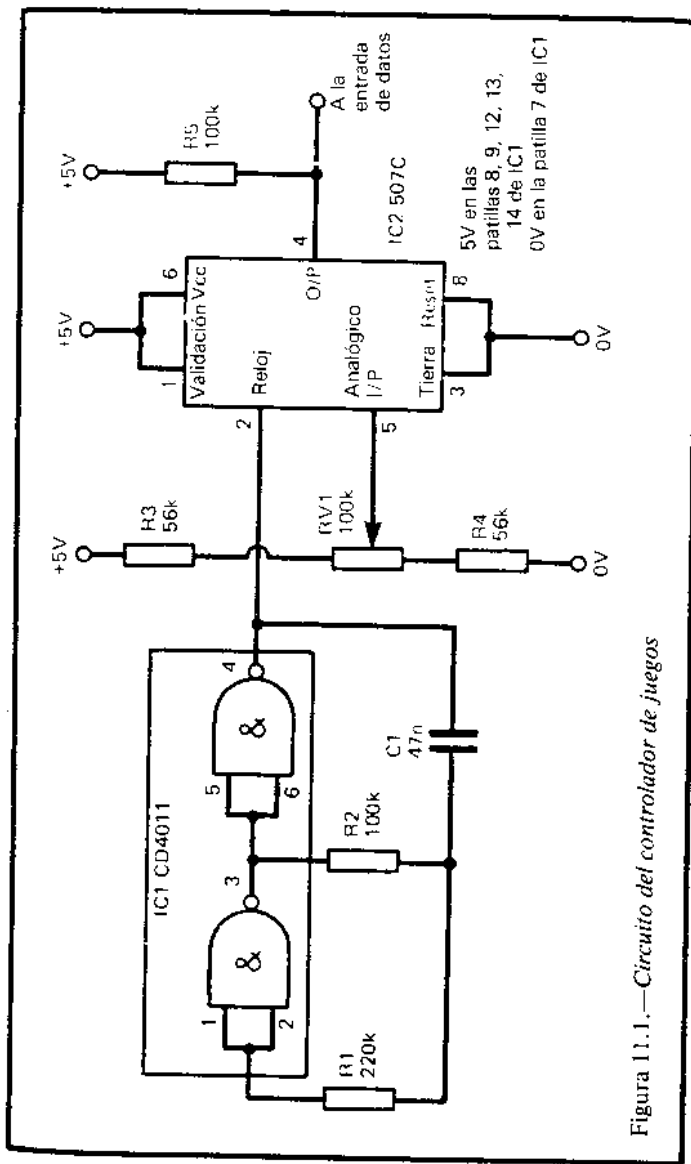 IC1 CD4011
1
2
&
3
5
6
&
4
R1
220k
R2
100k
C1
47n
+5V
R3
56k
RV1
100k
R4
56k
0V
+5V
1
6
Validación Vcc
2
Reloj
Analógico
I/P
5
O/P
4
Tierra Reset
3
8
0V
IC2 507C
+5V
R5
100k
A la
entrada
de datos
5V en las
patillas 8, 9, 12, 13,
14 de IC1
0V en la patilla 7 de IC1
Figura 11.1.—Circuito del controlador de juegos